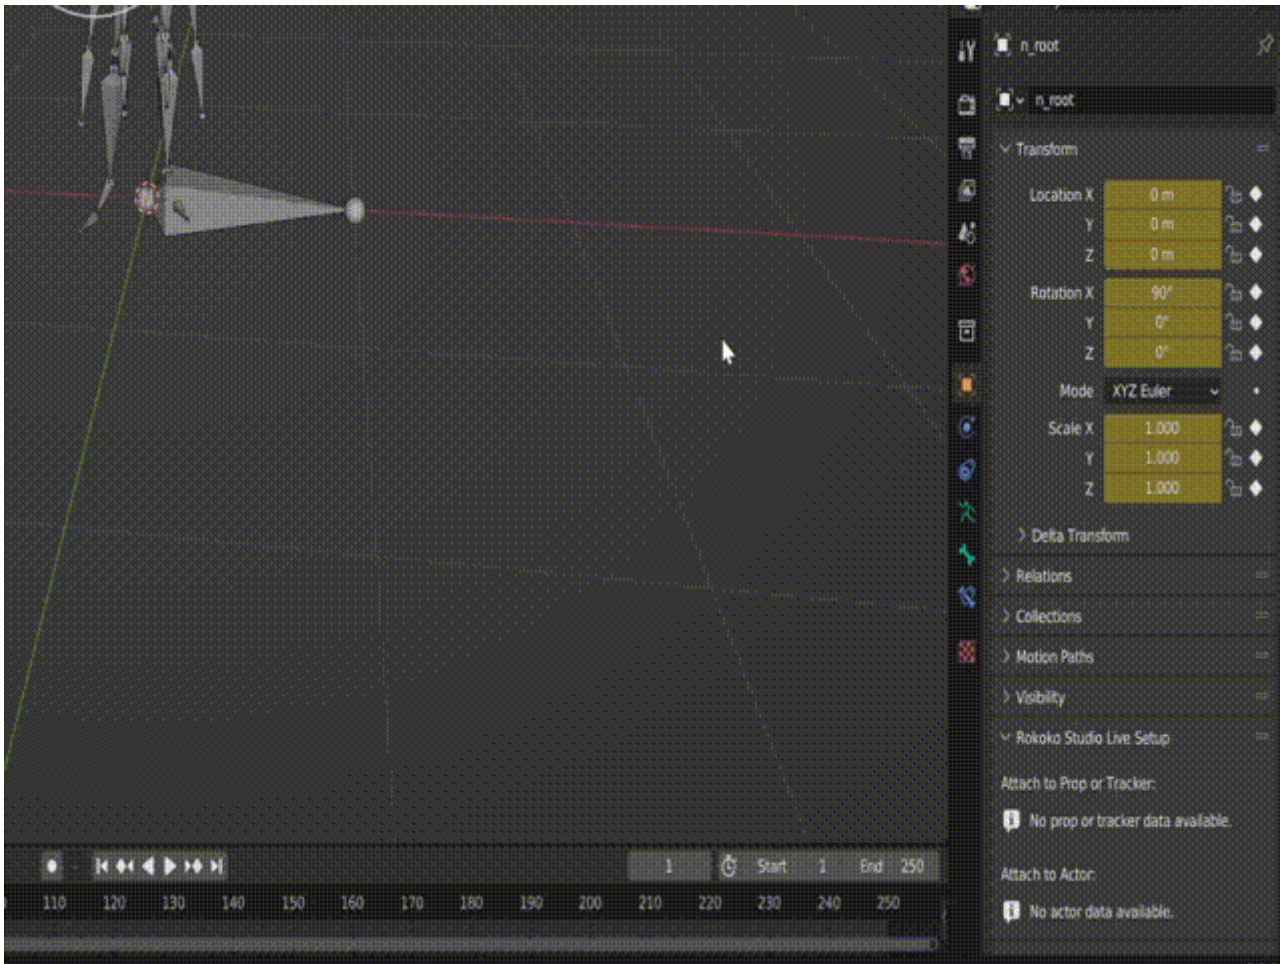 n_root
n_root
Transform
Location X 0 m
Y 0 m
Z 0 m
Rotation X 90°
Y 0°
Z 0°
Mode XYZ Euler
Scale X 1.000
Y 1.000
Z 1.000
Delta Transform
Relations
Collections
Motion Paths
Visibility
Rokoko Studio Live Setup
Attach to Prop or Tracker:
No prop or tracker data available.
Attach to Actor:
No actor data available.
1 Start 1 End 250
110 120 130 140 150 160 170 180 190 200 210 220 230 240 250